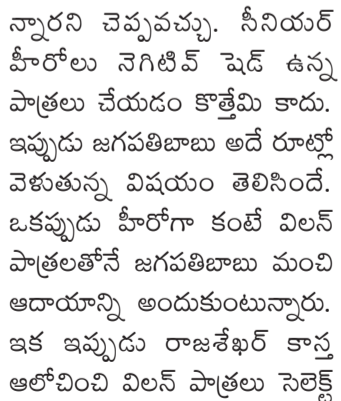 న్నారని చెప్పవచ్చు. సీనియర్
హీరోలు నెగిటివ్ షెడ్ ఉన్న
పాత్రలు చేయడం కొత్తేమి కాదు.
ఇప్పుడు జగపతిబాబు అదే రూట్లో
వెళుతున్న విషయం తెలిసిందే.
ఒకప్పుడు హీరోగా కంటే విలన్
పాత్రలతోనే జగపతిబాబు మంచి
ఆదాయాన్ని అందుకుంటున్నారు.
ఇక ఇప్పుడు రాజశేఖర్ కాస్త
ఆలోచించి విలన్ పాత్రలు సెలెక్ట్